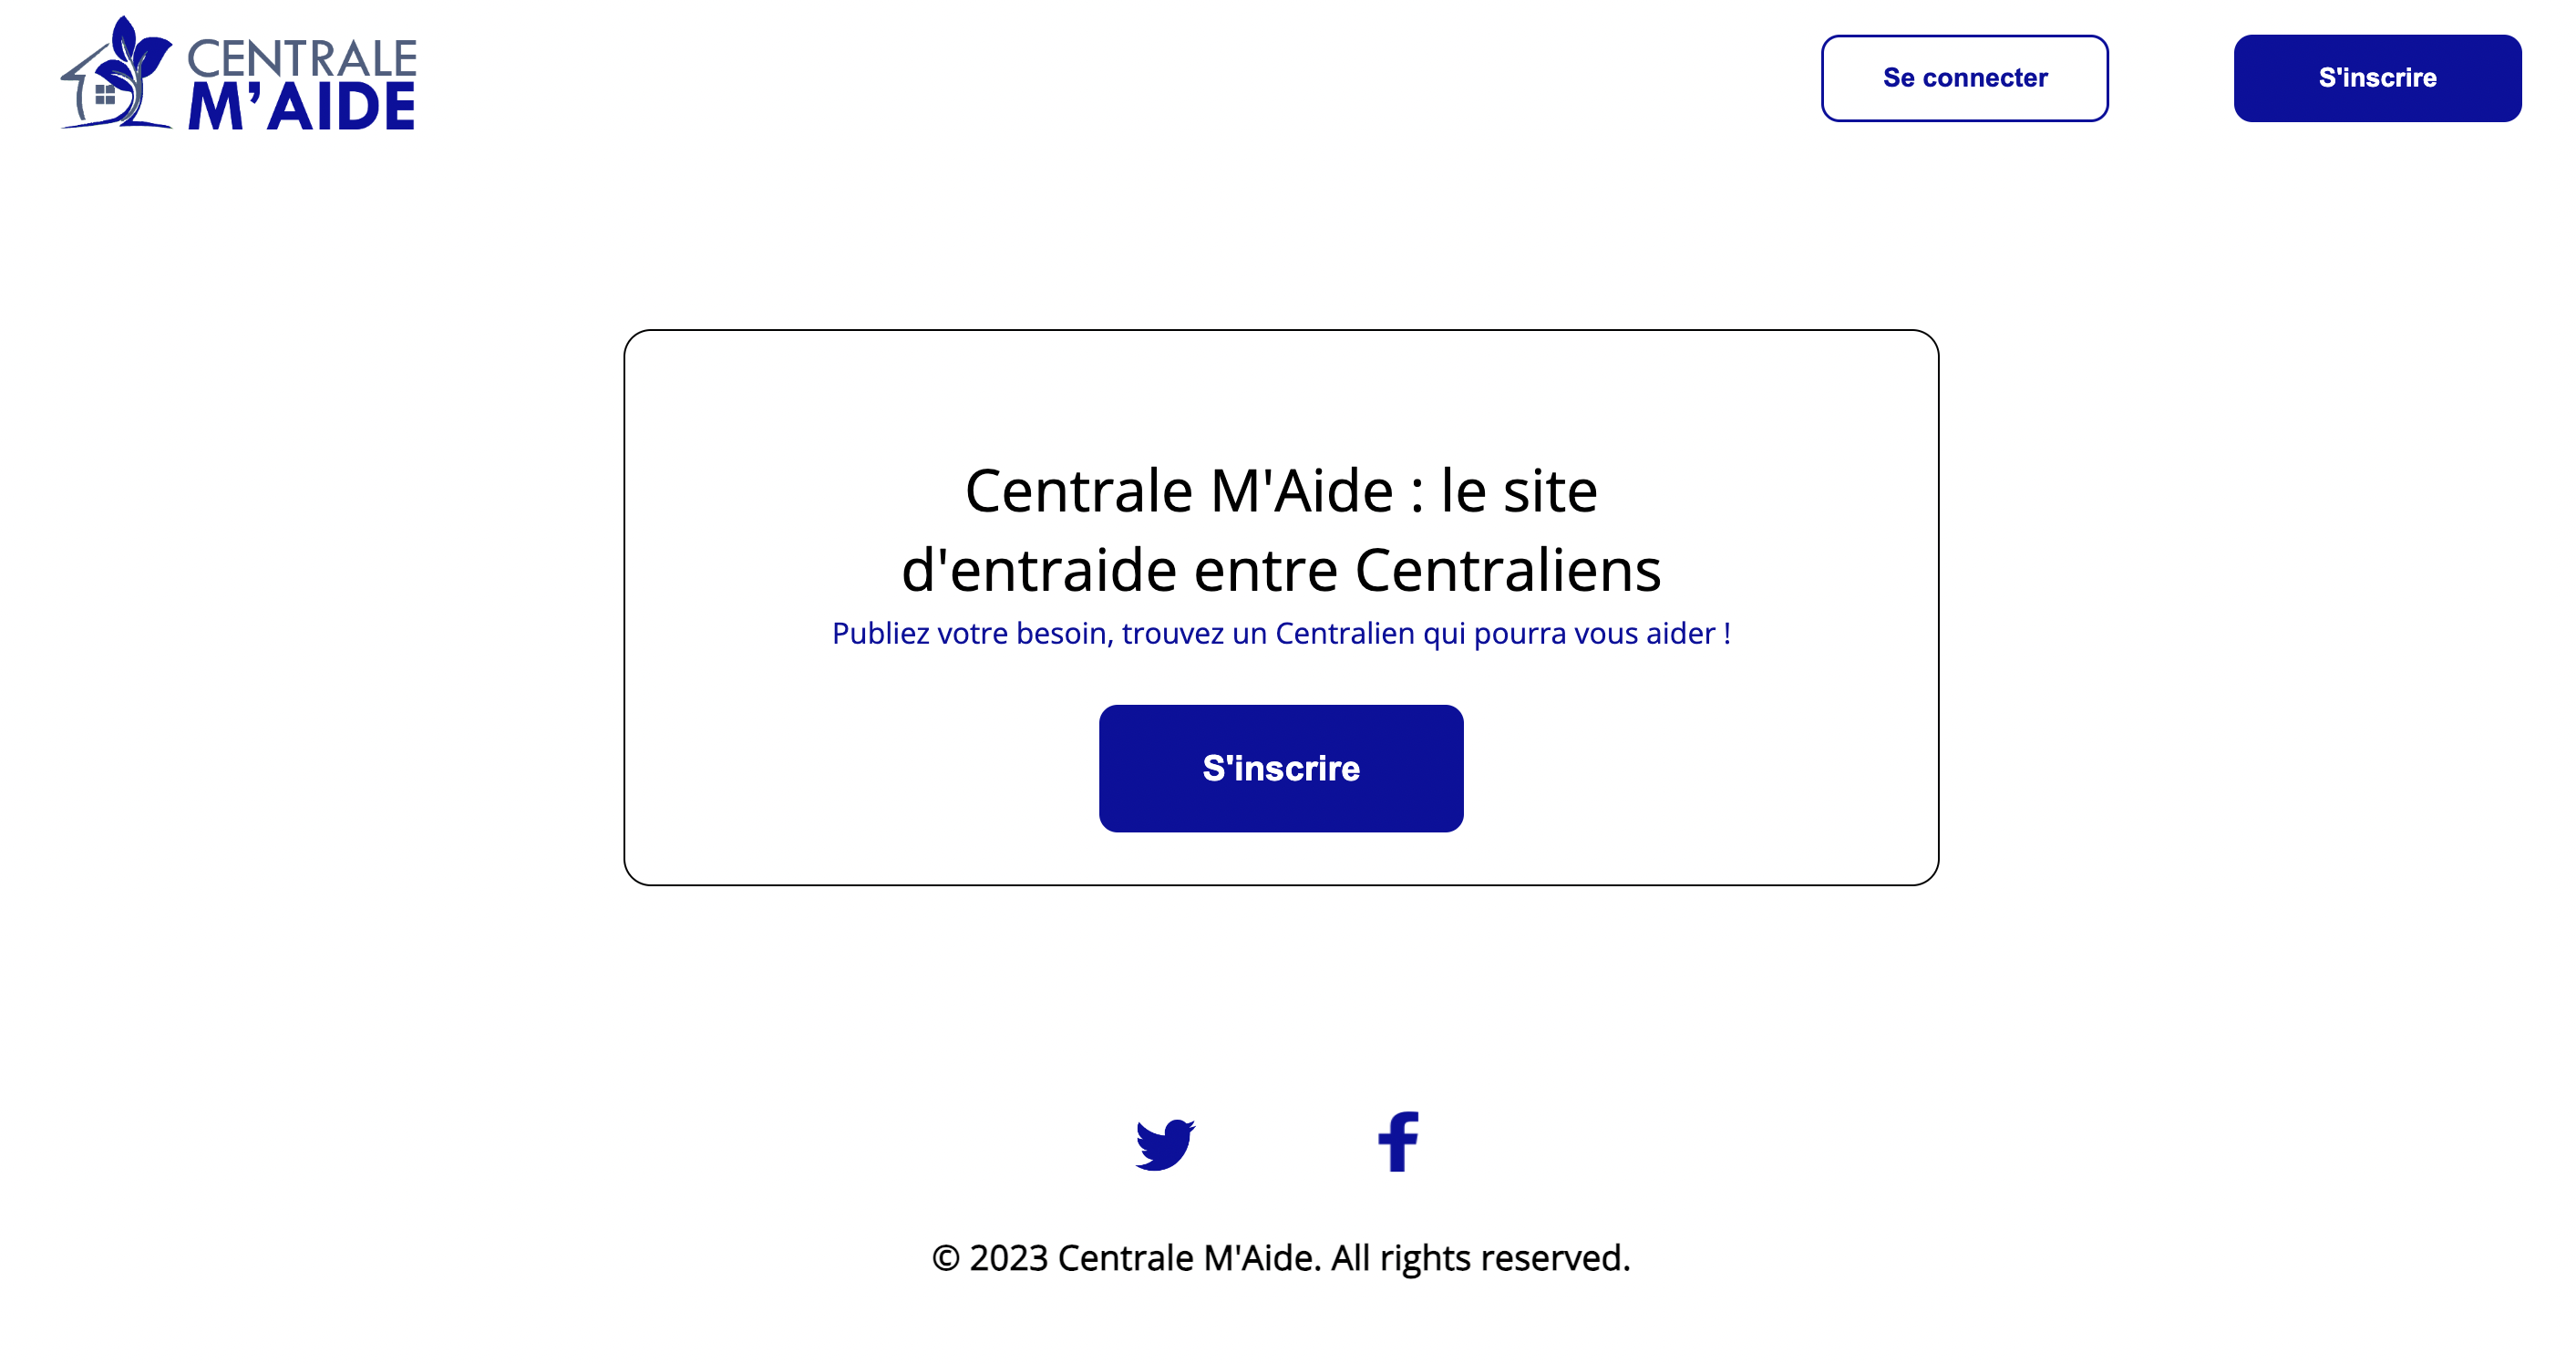 CENTRALE
M’AIDE
Se connecter
S'inscrire
Centrale M'Aide : le site
d'entraide entre Centraliens
Publiez votre besoin, trouvez un Centralien qui pourra vous aider !
S'inscrire
© 2023 Centrale M'Aide. All rights reserved.